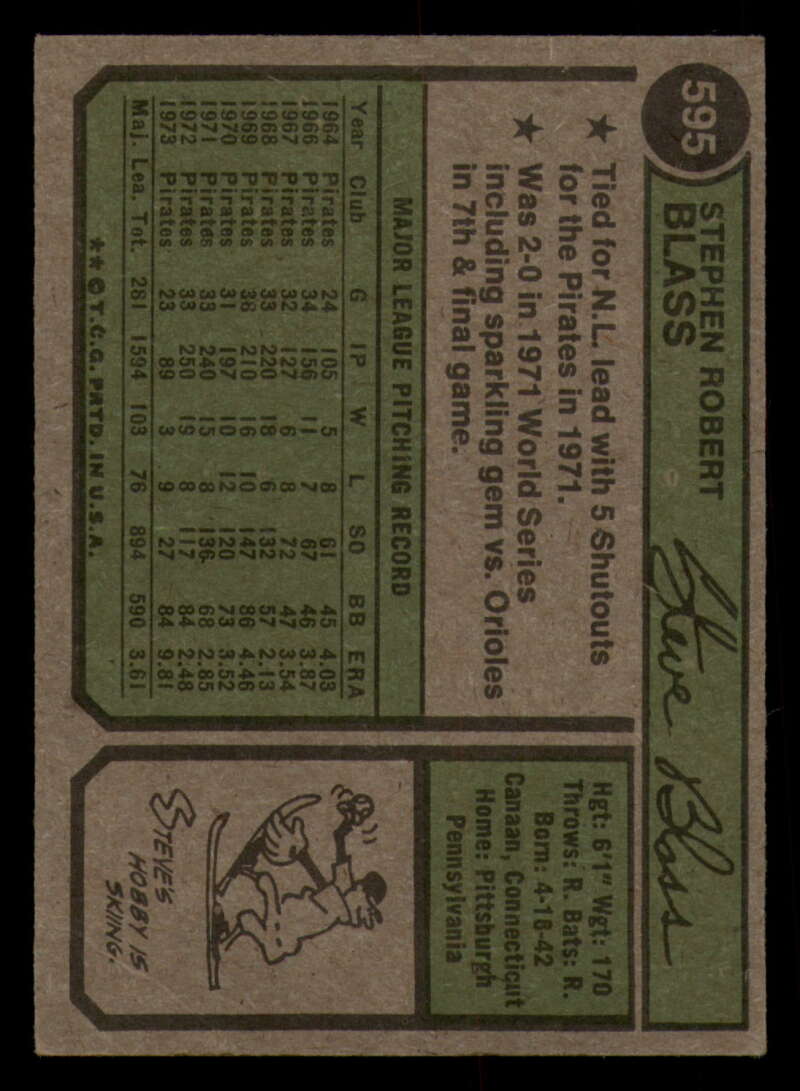 595
STEPHEN ROBERT
BLASS
Steve Blass
★ Tied for N.L. lead with 5 Shutouts
for the Pirates in 1971.
★ Was 2-0 in 1971 World Series
including sparkling gem vs. Orioles
in 7th & final game.
Hgt: 6'1" Wgt: 170
Throws: R. Bats: R.
Born: 4-18-42
Canaan, Connecticut
Home: Pittsburgh
Pennsylvania
MAJOR LEAGUE PITCHING RECORD
Year Club G IP W L SO BB ERA
1964 Pirates 24 105 5 8 61 45 4.03
1966 Pirates 34 156 11 7 67 46 3.87
1967 Pirates 32 127 6 8 72 47 3.54
1968 Pirates 33 220 18 6 132 57 2.13
1969 Pirates 38 210 16 10 147 86 4.46
1970 Pirates 31 197 10 12 120 73 3.52
1971 Pirates 33 240 15 8 136 68 2.85
1972 Pirates 33 250 19 8 117 84 2.48
1973 Pirates 23 89 3 9 27 84 9.81
Maj. Lea. Tot. 281 1594 103 76 894 590 3.61
★★© T.C.G. PRTD. IN U.S.A.
STEVE'S
HOBBY IS
SKIING.